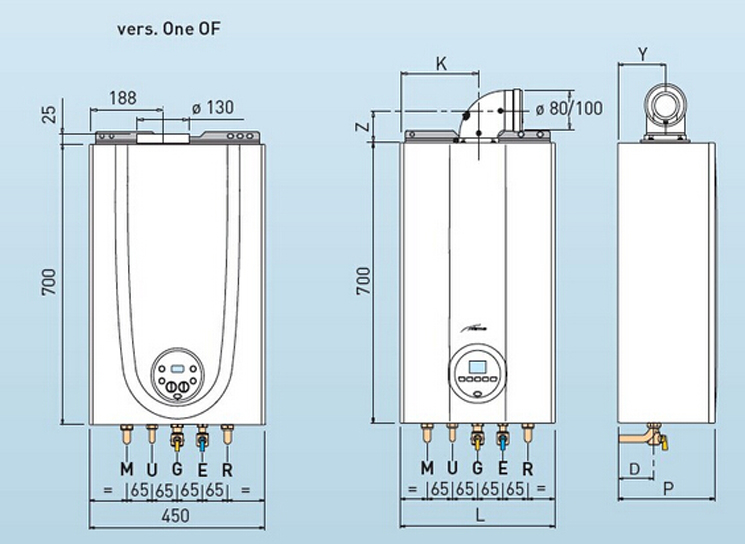 vers. One OF
25
188
ø 130
700
M U G E R
= 65 65 65 65 =
450
K
Z
ø 80/100
700
M U G E R
= 65 65 65 65 =
L
Y
D
P